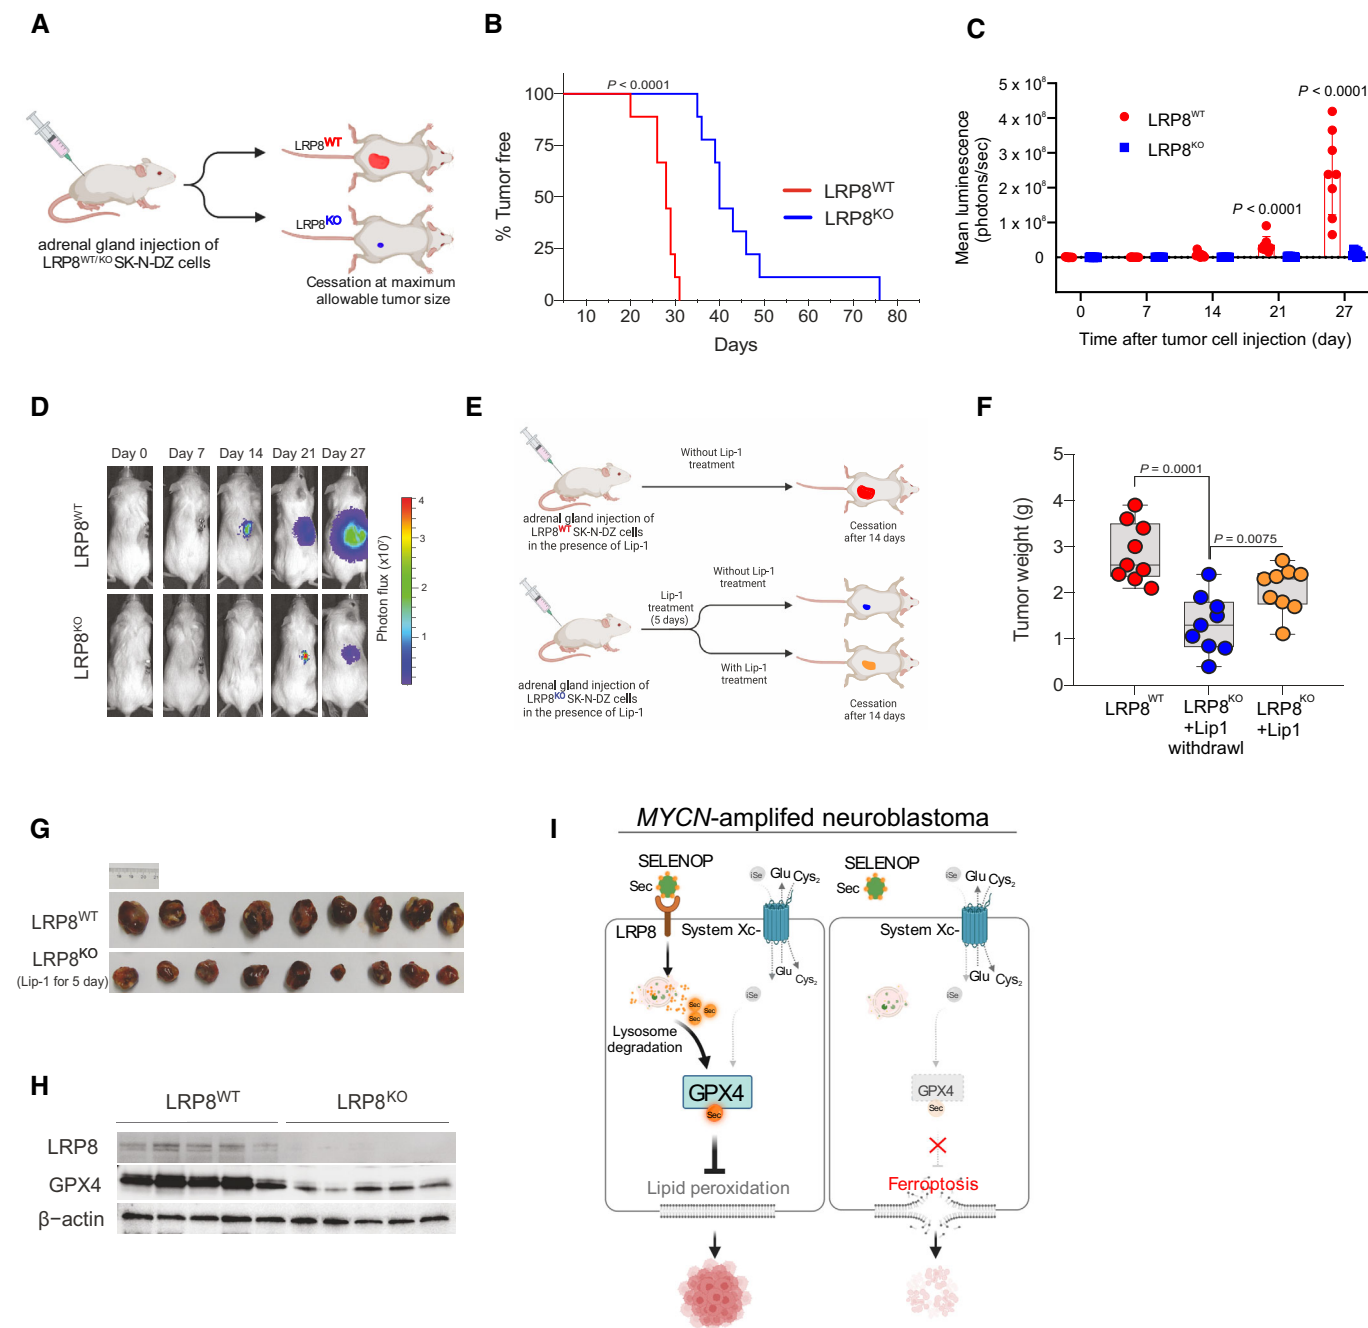 A
LRP8WT
LRP8KO
adrenal gland injection of
LRP8WT/KO SK-N-DZ cells
Cessation at maximum
allowable tumor size
B
P < 0.0001
% Tumor free
100
75
50
25
0
10 20 30 40 50 60 70 80
Days
LRP8WT
LRP8KO
C
Mean luminescence
(photons/sec)
5 x 10⁸
4 x 10⁸
3 x 10⁸
2 x 10⁸
1 x 10⁸
0
LRP8WT
LRP8KO
P < 0.0001
P < 0.0001
0 7 14 21 27
Time after tumor cell injection (day)
D
Day 0 Day 7 Day 14 Day 21 Day 27
LRP8WT
LRP8KO
4
3
2
1
Photon flux (x10⁷)
E
Without Lip-1
treatment
adrenal gland injection of
LRP8WT SK-N-DZ cells
in the presence of Lip-1
Cessation
after 14 days
Without Lip-1
treatment
Lip-1
treatment
(5 days)
With Lip-1
treatment
adrenal gland injection of
LRP8KO SK-N-DZ cells
in the presence of Lip-1
Cessation
after 14 days
F
Tumor weight (g)
5
4
3
2
1
0
P = 0.0001
P = 0.0075
LRP8WT
LRP8KO
+Lip1
withdrawl
LRP8KO
+Lip1
G
LRP8WT
LRP8KO
(Lip-1 for 5 day)
H
LRP8WT LRP8KO
LRP8
GPX4
β-actin
I
MYCN-amplifed neuroblastoma
SELENOP
Sec
LRP8
iSe
Glu
Cys₂
System Xc-
Glu
Cys₂
iSe
Sec
Sec
Sec
Lysosome
degradation
GPX4
Sec
Lipid peroxidation
SELENOP
Sec
iSe
Glu
Cys₂
System Xc-
Glu
Cys₂
iSe
GPX4
Sec
Ferroptosis